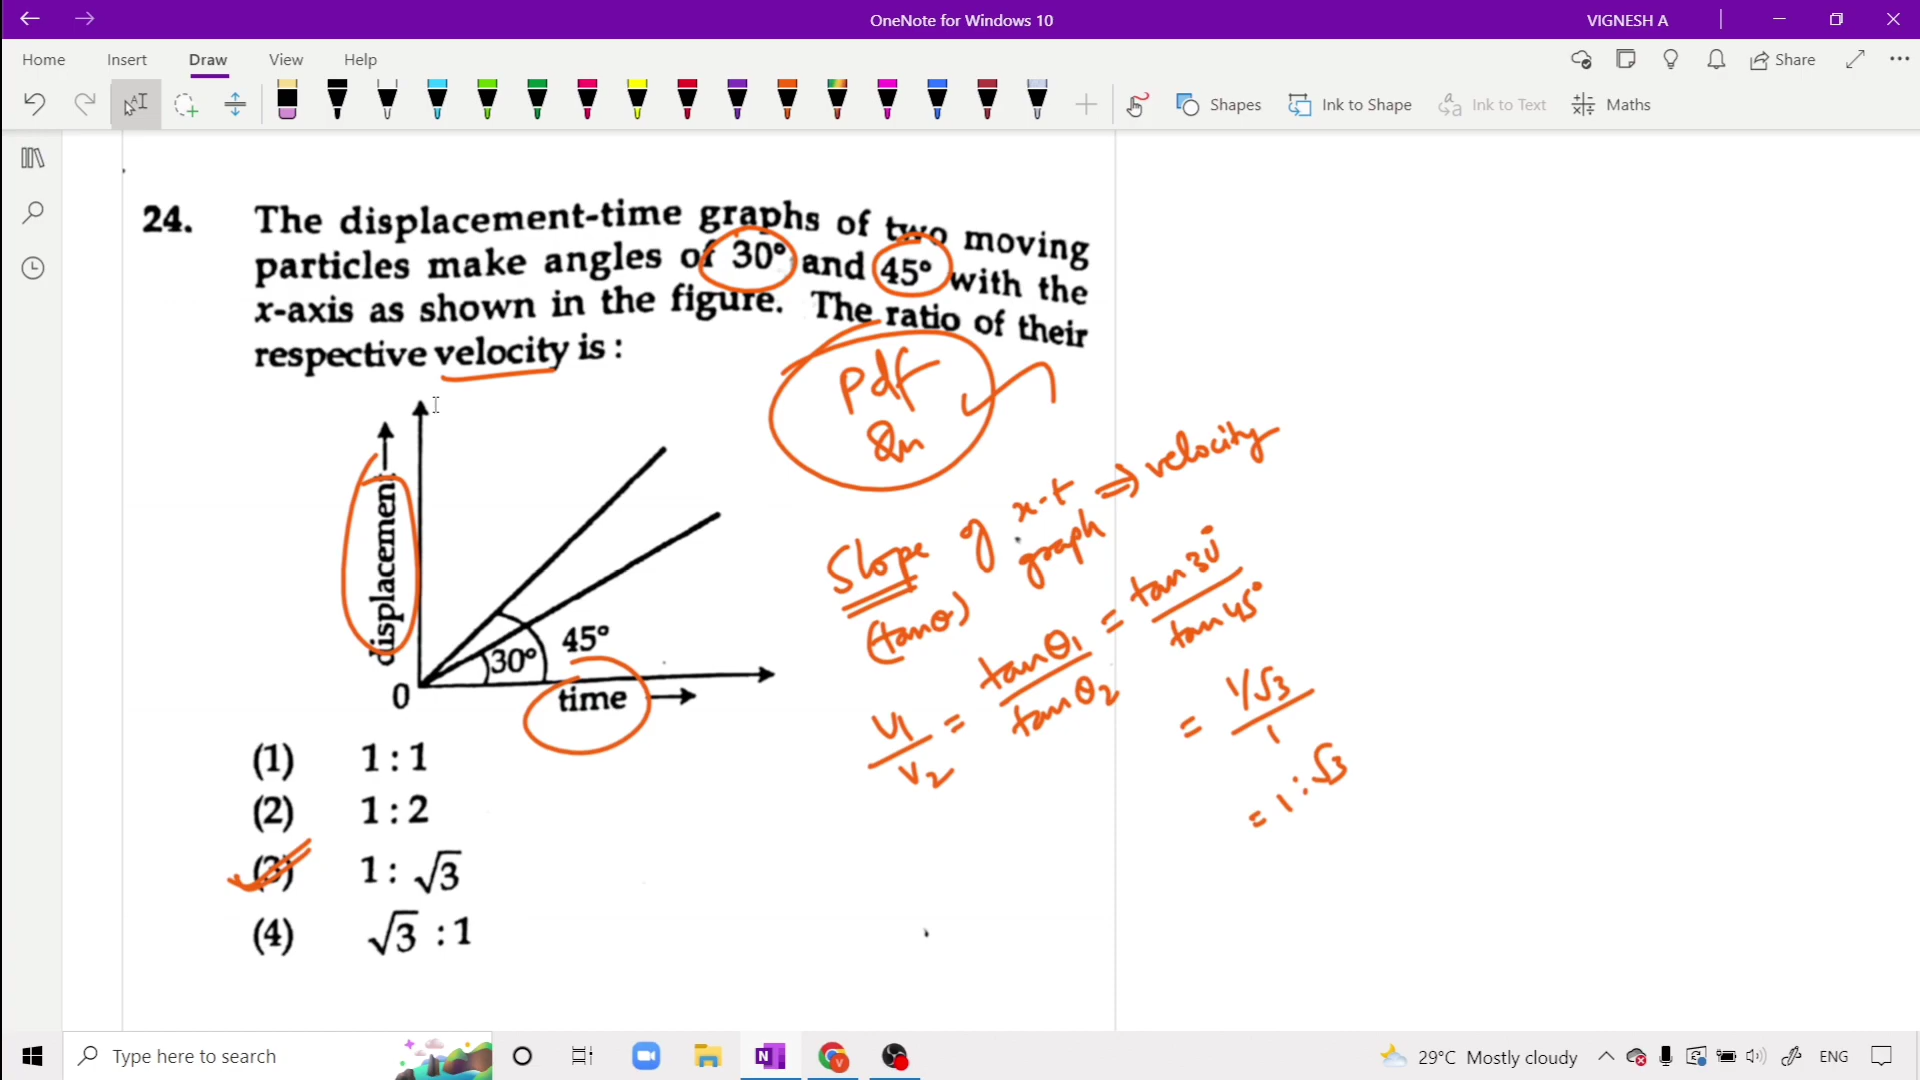 OneNote for Windows 10
VIGNESH A
Home Insert Draw View Help
Share
Shapes Ink to Shape Ink to Text Maths
24. The displacement-time graphs of two moving
particles make angles of 30° and 45° with the
x-axis as shown in the figure. The ratio of their
respective velocity is :
pdf
Qn
displacement
45°
30°
0
time
Slope of x-t graph ⇒ velocity
(tanθ)
V1/V2 = tanθ1/tanθ2 = tan30°/tan45°
= 1/√3/1
= 1:√3
(1) 1 : 1
(2) 1 : 2
(3) 1 : √3
(4) √3 : 1
Type here to search
29°C Mostly cloudy
ENG